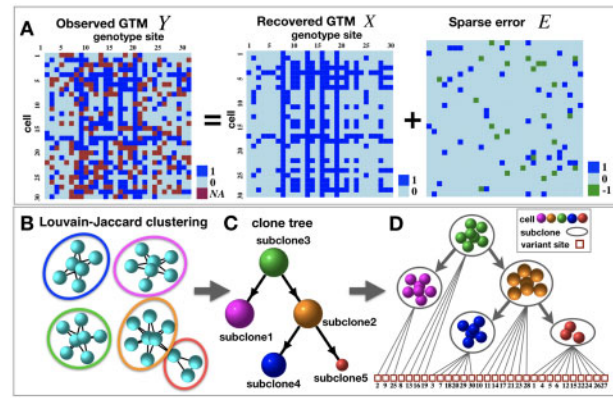 A Observed GTM Y Recovered GTM X Sparse error E
genotype site genotype site
1 5 10 15 20 25 30 1 5 10 15 20 25 30
cell
1
5
10
15
20
25
30
=
cell
1
5
10
15
20
25
30
+
1
0
NA
1
0
1
0
-1
B Louvain-Jaccard clustering C clone tree D
cell
subclone
variant site
subclone3
subclone1 subclone2
subclone4 subclone5